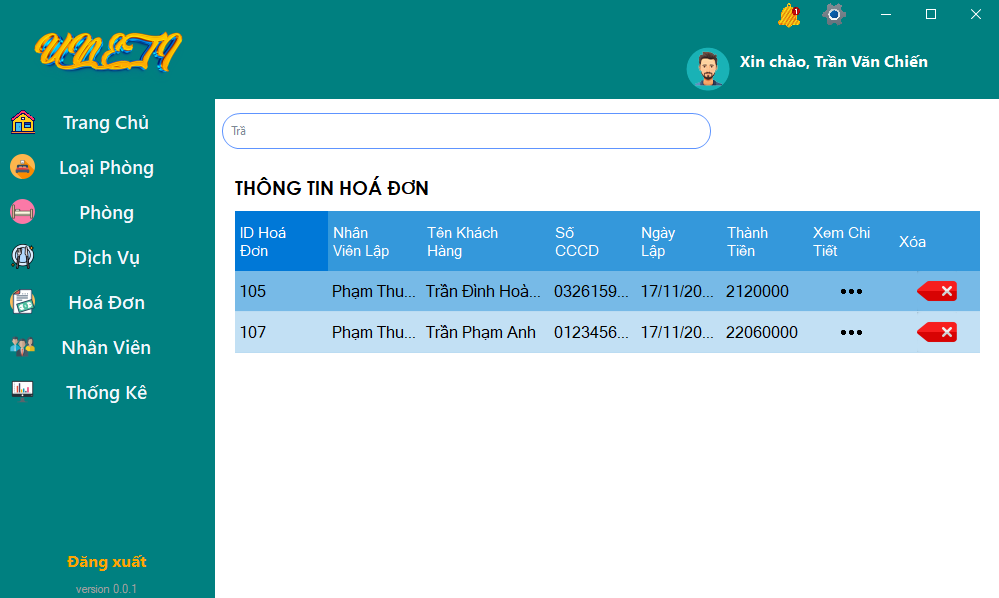 UNETI
1
Xin chào, Trần Văn Chiến
Trang Chủ
Loại Phòng
Phòng
Dịch Vụ
Hoá Đơn
Nhân Viên
Thống Kê
Đăng xuất
version 0.0.1
Trầ
THÔNG TIN HOÁ ĐƠN
ID Hoá Đơn Nhân Viên Lập Tên Khách Hàng Số CCCD Ngày Lập Thành Tiền Xem Chi Tiết Xóa
105 Phạm Thu... Trần Đình Hoà... 0326159... 17/11/20... 2120000 •••
107 Phạm Thu... Trần Phạm Anh 0123456... 17/11/20... 22060000 •••